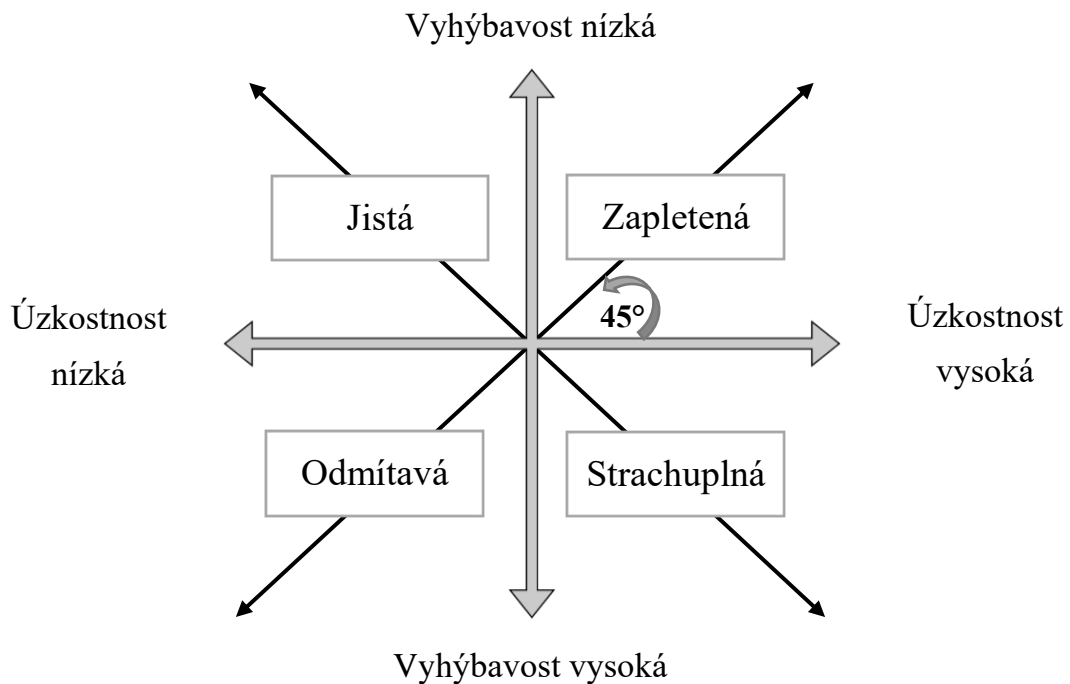 Vyhýbavost nízká
Jistá
Zapletená
45°
Úzkostnost
nízká
Úzkostnost
vysoká
Odmítavá
Strachuplná
Vyhýbavost vysoká